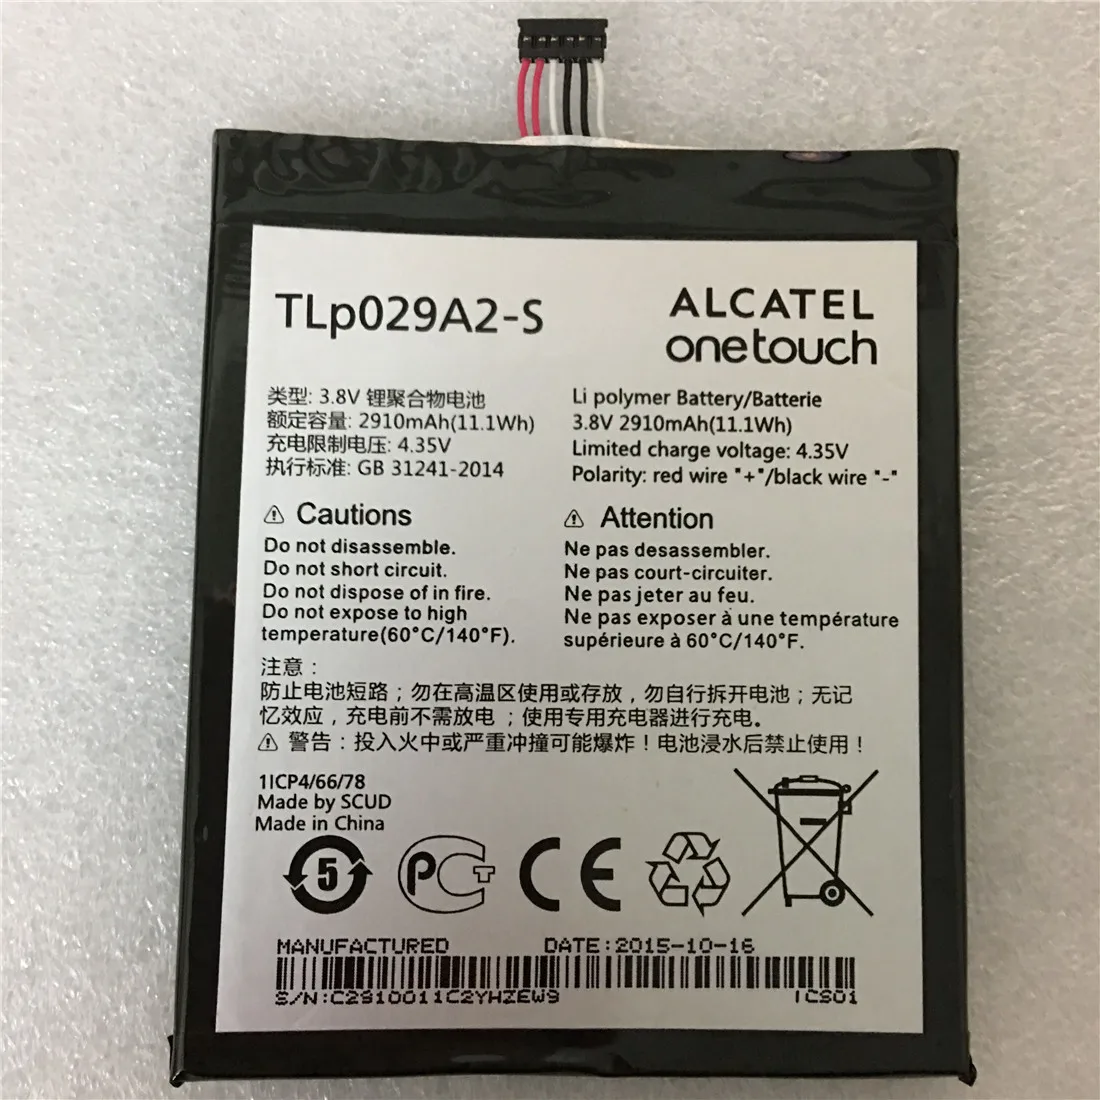 TLp029A2-S
ALCATEL
onetouch
类型: 3.8V 锂聚合物电池
额定容量: 2910mAh(11.1Wh)
充电限制电压: 4.35V
执行标准: GB 31241-2014
Li polymer Battery/Batterie
3.8V 2910mAh(11.1Wh)
Limited charge voltage: 4.35V
Polarity: red wire "+"/black wire "-"
⚠ Cautions
Do not disassemble.
Do not short circuit.
Do not dispose of in fire.
Do not expose to high
temperature(60°C/140°F).
⚠ Attention
Ne pas desassembler.
Ne pas court-circuiter.
Ne pas jeter au feu.
Ne pas exposer à une température
supérieure à 60°C/140°F.
注意：
防止电池短路；勿在高温区使用或存放，勿自行拆开电池；无记
忆效应，充电前不需放电 ；使用专用充电器进行充电。
⚠ 警告：投入火中或严重冲撞可能爆炸！电池浸水后禁止使用！
1ICP4/66/78
Made by SCUD
Made in China
5 PCT CE
MANUFACTURED DATE:2015-10-16
S/N:C2910011C2YHZEW9 ICS01